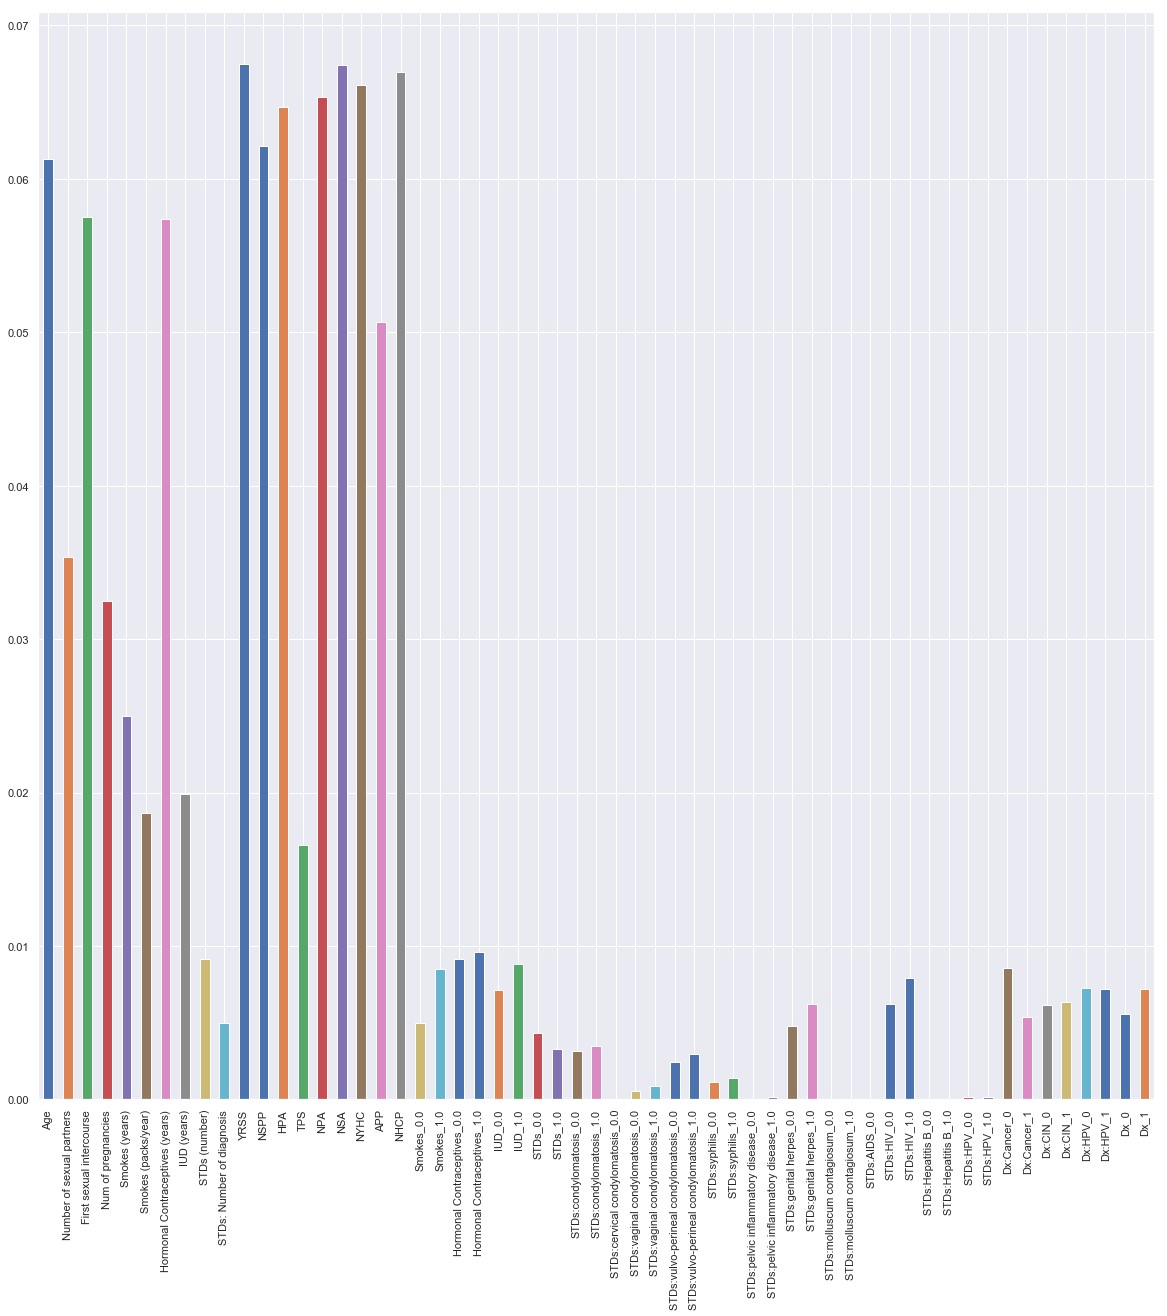 0.07
0.06
0.05
0.04
0.03
0.02
0.01
0.00
Age
Number of sexual partners
First sexual intercourse
Num of pregnancies
Smokes (years)
Smokes (packs/year)
Hormonal Contraceptives (years)
IUD (years)
STDs (number)
STDs: Number of diagnosis
YRSS
NSPP
HPA
TPS
NPA
NSA
NYHC
APP
NHCP
Smokes_0.0
Smokes_1.0
Hormonal Contraceptives_0.0
Hormonal Contraceptives_1.0
IUD_0.0
IUD_1.0
STDs_0.0
STDs_1.0
STDs:condylomatosis_0.0
STDs:condylomatosis_1.0
STDs:cervical condylomatosis_0.0
STDs:vaginal condylomatosis_0.0
STDs:vaginal condylomatosis_1.0
STDs:vulvo-perineal condylomatosis_0.0
STDs:vulvo-perineal condylomatosis_1.0
STDs:syphilis_0.0
STDs:syphilis_1.0
STDs:pelvic inflammatory disease_0.0
STDs:pelvic inflammatory disease_1.0
STDs:genital herpes_0.0
STDs:genital herpes_1.0
STDs:molluscum contagiosum_0.0
STDs:molluscum contagiosum_1.0
STDs:AIDS_0.0
STDs:HIV_0.0
STDs:HIV_1.0
STDs:Hepatitis B_0.0
STDs:Hepatitis B_1.0
STDs:HPV_0.0
STDs:HPV_1.0
Dx:Cancer_0
Dx:Cancer_1
Dx:CIN_0
Dx:CIN_1
Dx:HPV_0
Dx:HPV_1
Dx_0
Dx_1